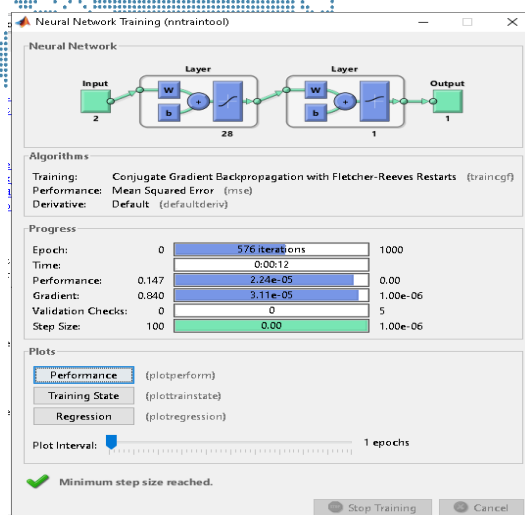 Neural Network Training (nntraintool)
Neural Network
Layer Layer
Input W b + W b + Output
2 28 1 1
Algorithms
Training: Conjugate Gradient Backpropagation with Fletcher-Reeves Restarts (traincgf)
Performance: Mean Squared Error (mse)
Derivative: Default (defaultderiv)
Progress
Epoch: 0 576 iterations 1000
Time: 0:00:12
Performance: 0.147 2.24e-05 0.00
Gradient: 0.840 3.11e-05 1.00e-06
Validation Checks: 0 0 5
Step Size: 100 0.00 1.00e-06
Plots
Performance (plotperform)
Training State (plottrainstate)
Regression (plotregression)
Plot Interval: 1 epochs
Minimum step size reached.
Stop Training Cancel